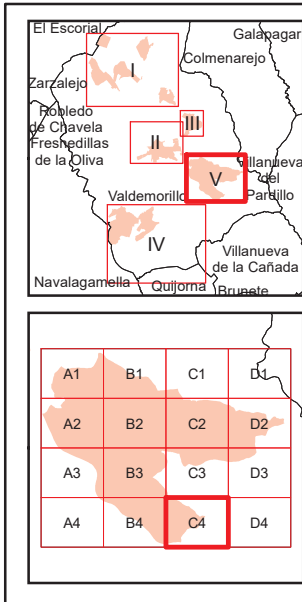 El Escorial
Galapagar
Colmenarejo
I
Zarzalejo
Robledo
de Chavela
III
Fresnedillas
de la Oliva
II
Villanueva
del
Pardillo
V
Valdemorillo
IV
Villanueva
de la Cañada
Navalagamella
Quijorna
Brunete
A1 B1 C1 D1
A2 B2 C2 D2
A3 B3 C3 D3
A4 B4 C4 D4